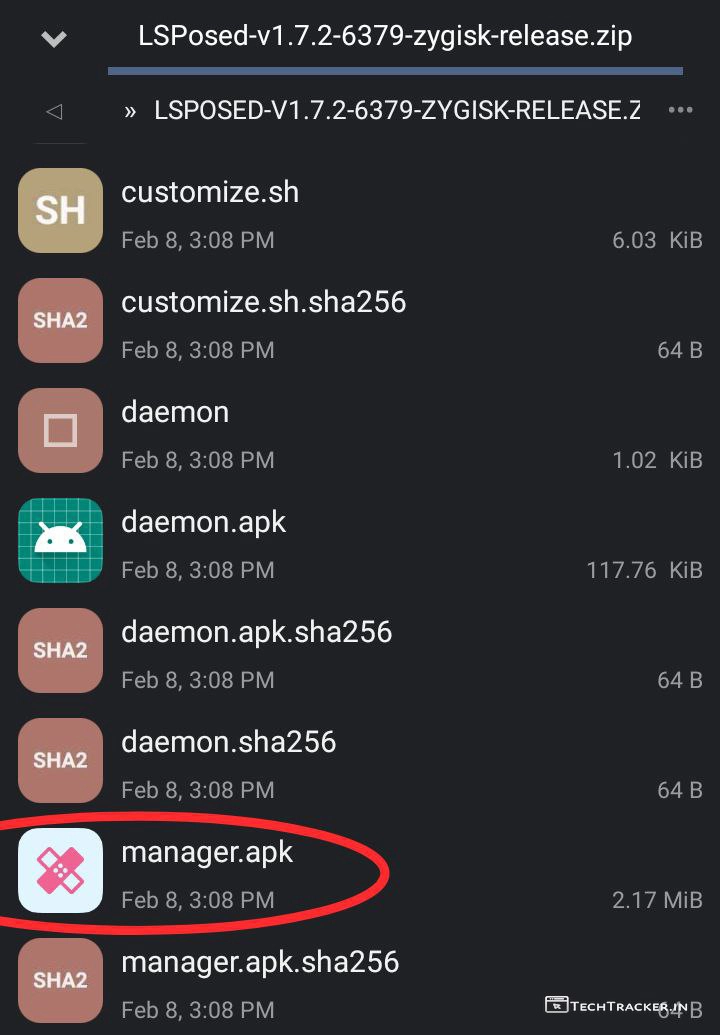 LSPosed-v1.7.2-6379-zygisk-release.zip
» LSPOSED-V1.7.2-6379-ZYGISK-RELEASE.Z
SH
customize.sh
Feb 8, 3:08 PM 6.03 KiB
SHA2
customize.sh.sha256
Feb 8, 3:08 PM 64 B
daemon
Feb 8, 3:08 PM 1.02 KiB
daemon.apk
Feb 8, 3:08 PM 117.76 KiB
SHA2
daemon.apk.sha256
Feb 8, 3:08 PM 64 B
SHA2
daemon.sha256
Feb 8, 3:08 PM 64 B
manager.apk
Feb 8, 3:08 PM 2.17 MiB
SHA2
manager.apk.sha256
Feb 8, 3:08 PM 64 B
TECHTRACKER.IN